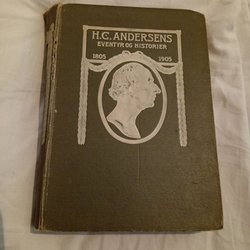 H.C. ANDERSENS
EVENTYR OG HISTORIER
1805 1905